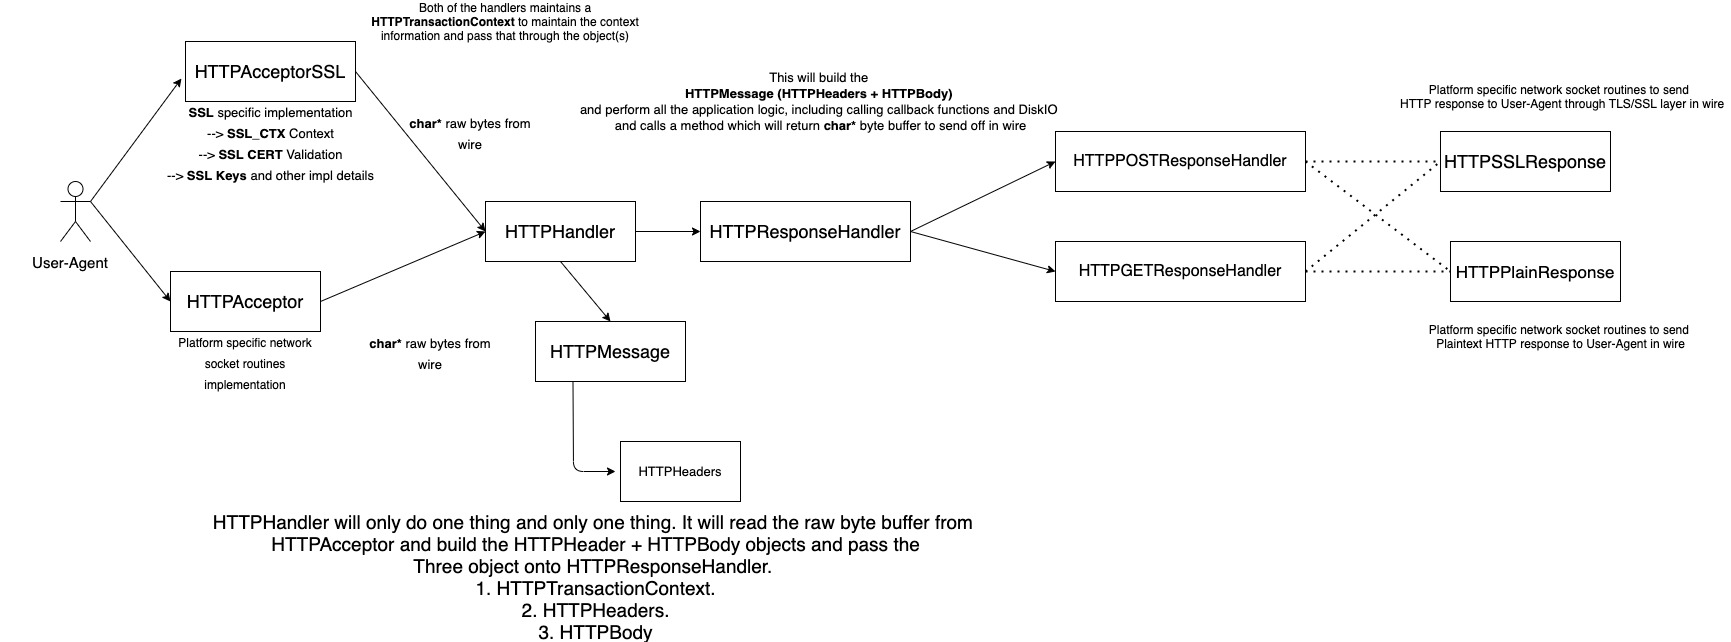 Both of the handlers maintains a
HTTPTransactionContext to maintain the context
information and pass that through the object(s)
HTTPAcceptorSSL
SSL specific implementation
--> SSL_CTX Context
--> SSL CERT Validation
--> SSL Keys and other impl details
char* raw bytes from
wire
This will build the
HTTPMessage (HTTPHeaders + HTTPBody)
and perform all the application logic, including calling callback functions and DiskIO
and calls a method which will return char* byte buffer to send off in wire
Platform specific network socket routines to send
HTTP response to User-Agent through TLS/SSL layer in wire
HTTPPOSTResponseHandler
HTTPSSLResponse
User-Agent
HTTPHandler
HTTPResponseHandler
HTTPGETResponseHandler
HTTPPlainResponse
HTTPAcceptor
Platform specific network
socket routines
implementation
char* raw bytes from
wire
HTTPMessage
Platform specific network socket routines to send
Plaintext HTTP response to User-Agent in wire
HTTPHeaders
HTTPHandler will only do one thing and only one thing. It will read the raw byte buffer from
HTTPAcceptor and build the HTTPHeader + HTTPBody objects and pass the
Three object onto HTTPResponseHandler.
1. HTTPTransactionContext.
2. HTTPHeaders.
3. HTTPBody